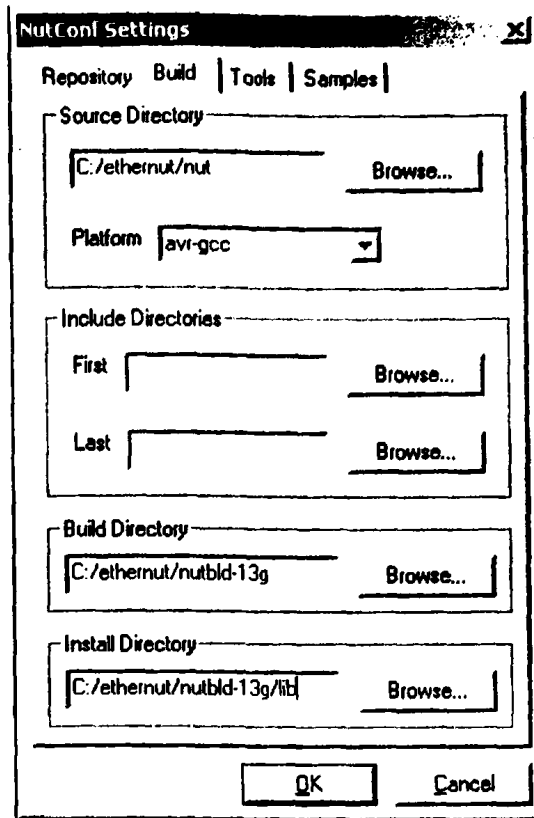 NutConf Settings
Repository Build Tools Samples
Source Directory
C:/ethernut/nut Browse...
Platform avr-gcc
Include Directories
First Browse...
Last Browse...
Build Directory
C:/ethernut/nutbld-13g Browse...
Install Directory
C:/ethernut/nutbld-13g/lib Browse...
OK Cancel